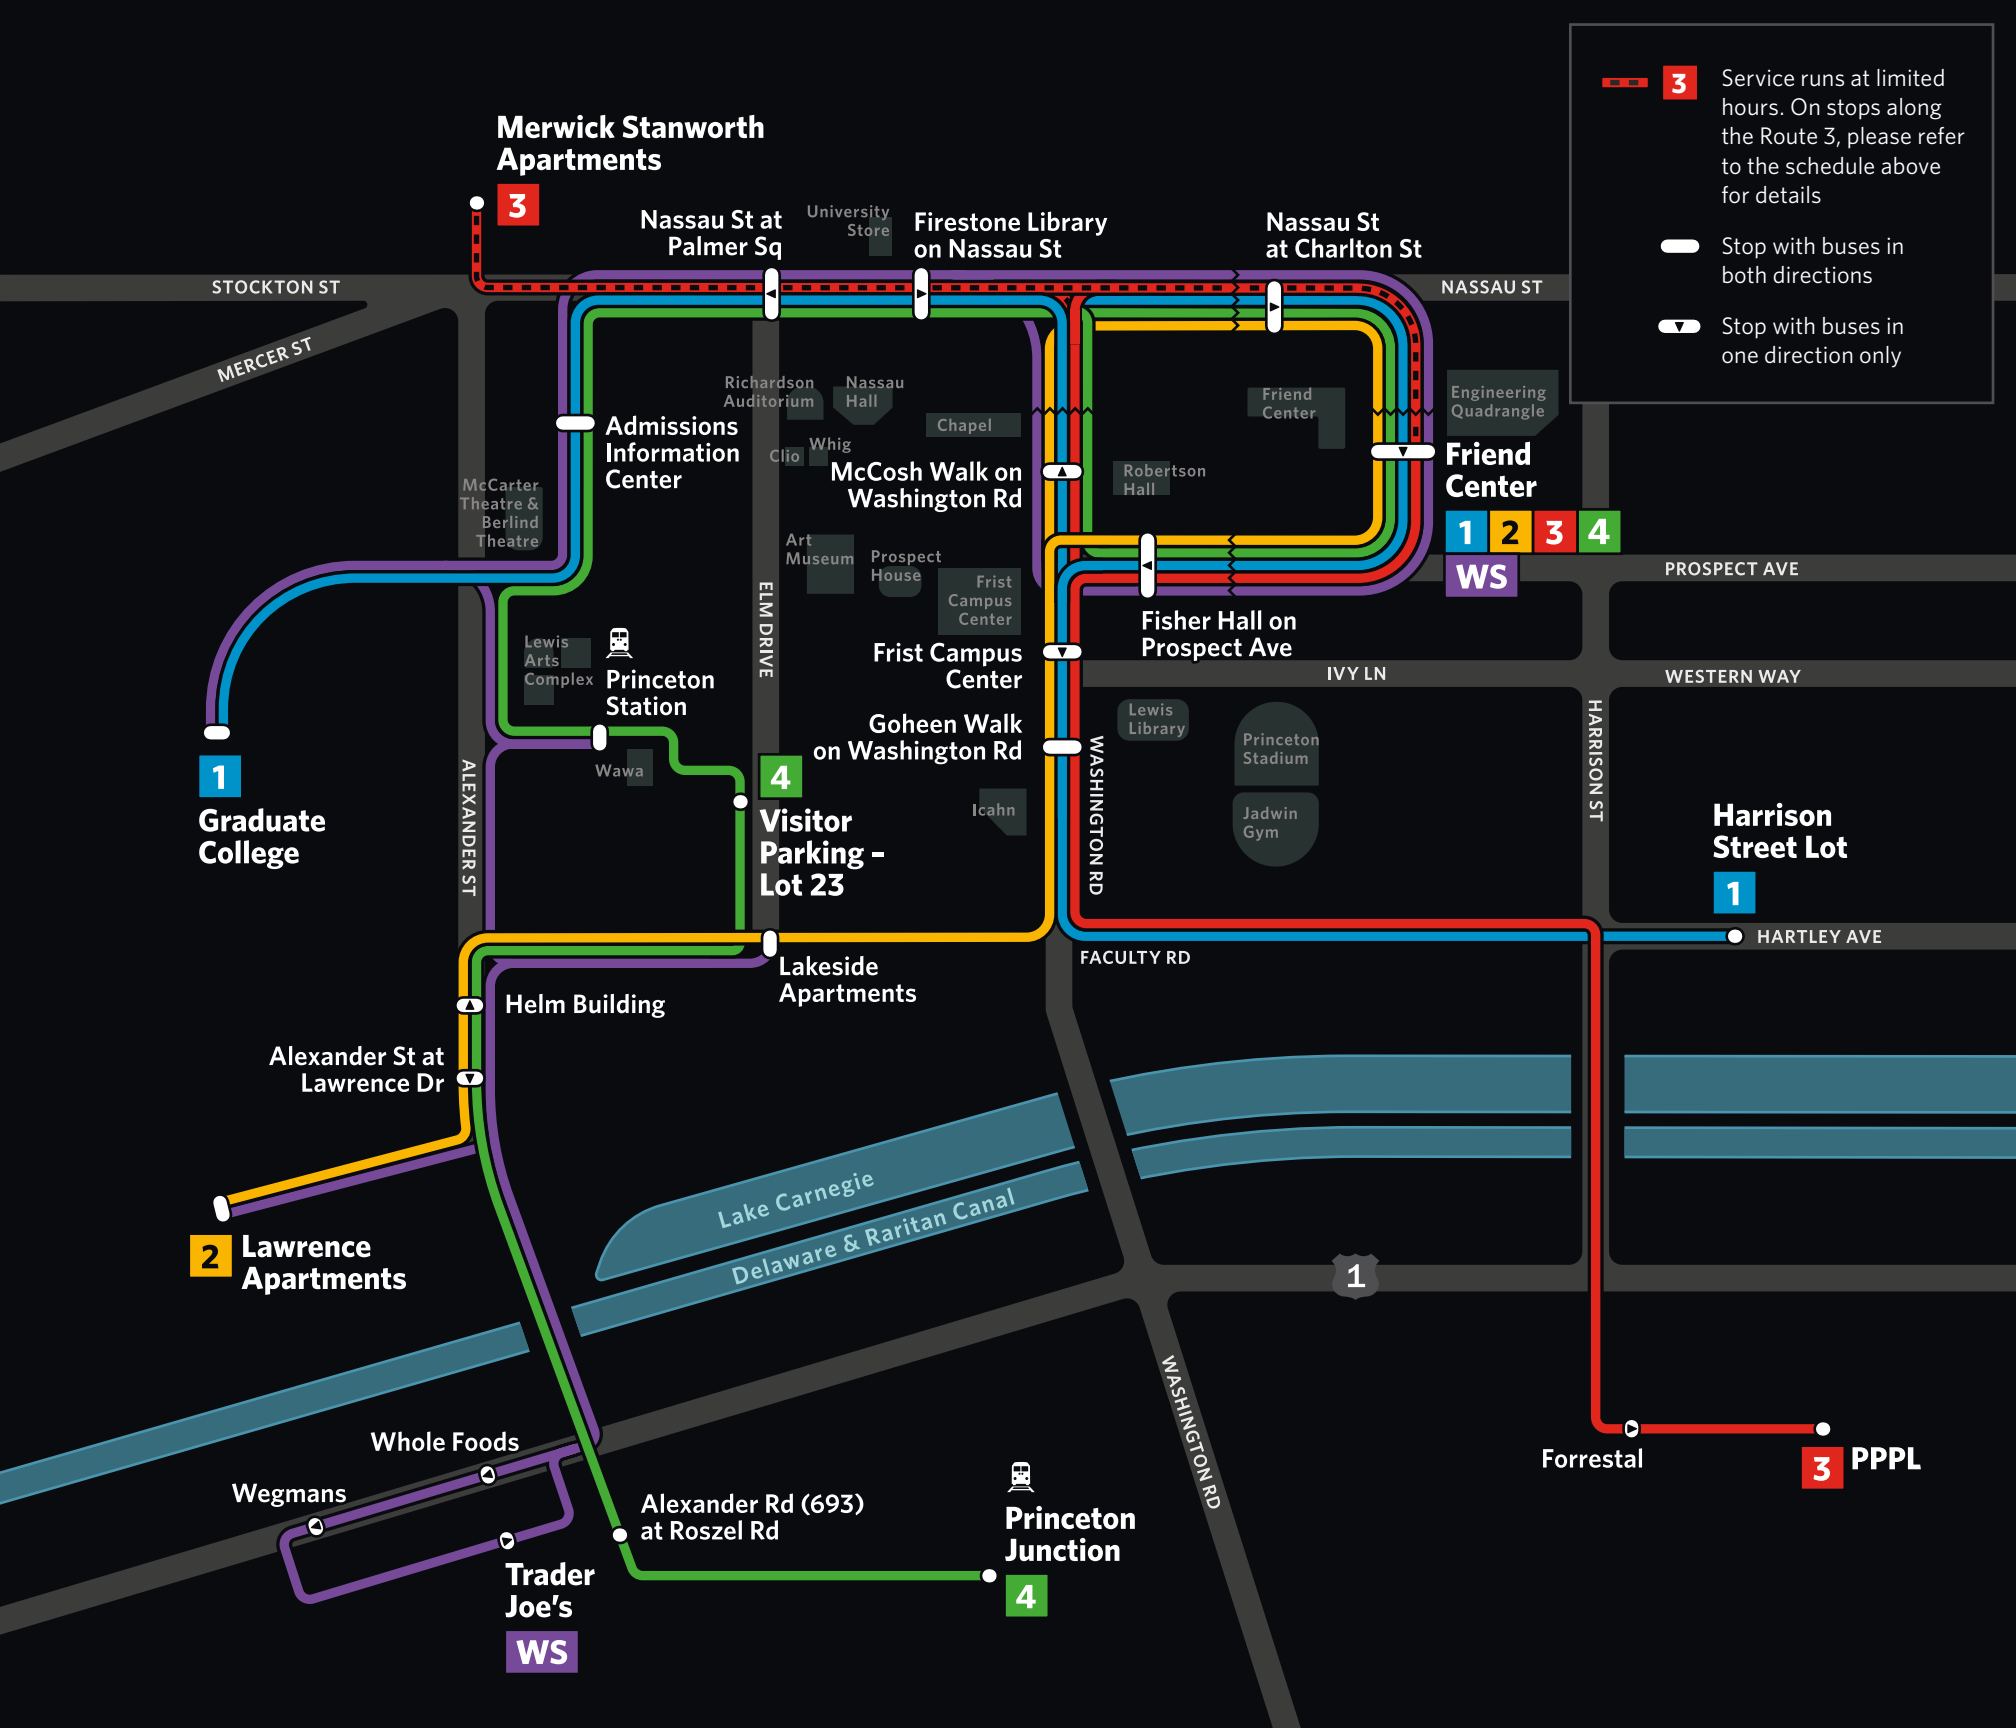 3
Service runs at limited
hours. On stops along
the Route 3, please refer
to the schedule above
for details
Stop with buses in
both directions
Stop with buses in
one direction only
Merwick Stanworth
Apartments
3
Nassau St at
Palmer Sq
University
Store
Firestone Library
on Nassau St
Nassau St
at Charlton St
STOCKTON ST
NASSAU ST
MERCER ST
Richardson
Auditorium
Nassau
Hall
Friend
Center
Engineering
Quadrangle
Admissions
Information
Center
Chapel
Whig
Clio
McCosh Walk on
Washington Rd
Robertson
Hall
Friend
Center
1
2
3
4
WS
McCarter
Theatre &
Berlind
Theatre
Art
Museum
Prospect
House
Frist
Campus
Center
PROSPECT AVE
ELM DRIVE
Fisher Hall on
Prospect Ave
Lewis
Arts
Complex
Princeton
Station
Frist Campus
Center
IVY LN
WESTERN WAY
Goheen Walk
on Washington Rd
Lewis
Library
Princeton
Stadium
HARRISON ST
Wawa
WASHINGTON RD
ALEXANDER ST
1
Graduate
College
4
Visitor
Parking –
Lot 23
Icahn
Jadwin
Gym
Harrison
Street Lot
1
HARTLEY AVE
FACULTY RD
Lakeside
Apartments
Helm Building
Alexander St at
Lawrence Dr
Lake Carnegie
Delaware & Raritan Canal
2
Lawrence
Apartments
1
WASHINGTON RD
Whole Foods
Wegmans
Forrestal
3
PPPL
Alexander Rd (693)
at Roszel Rd
Princeton
Junction
4
Trader
Joe's
WS